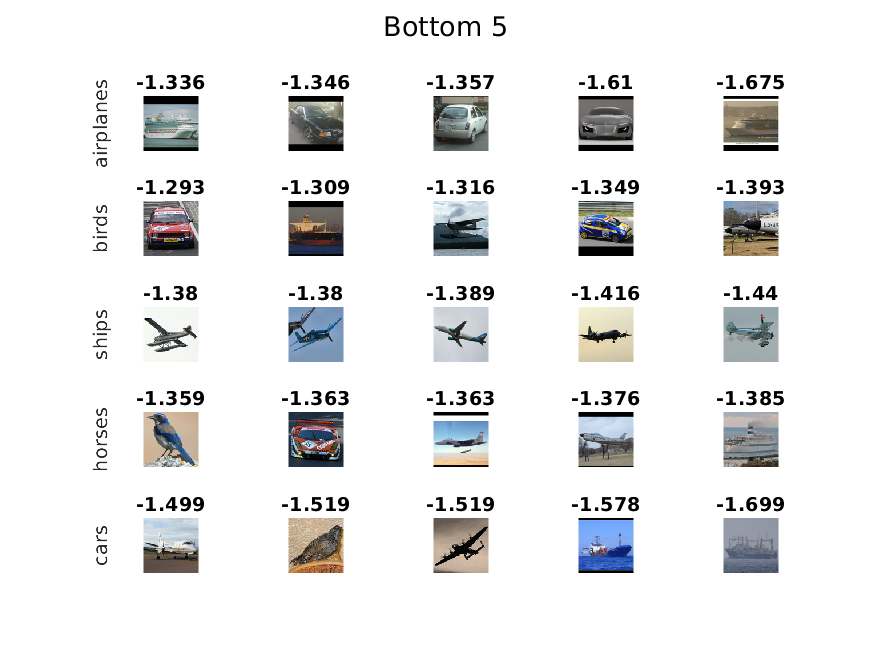 Bottom 5
airplanes
-1.336 -1.346 -1.357 -1.61 -1.675
birds
-1.293 -1.309 -1.316 -1.349 -1.393
ships
-1.38 -1.38 -1.389 -1.416 -1.44
horses
-1.359 -1.363 -1.363 -1.376 -1.385
cars
-1.499 -1.519 -1.519 -1.578 -1.699